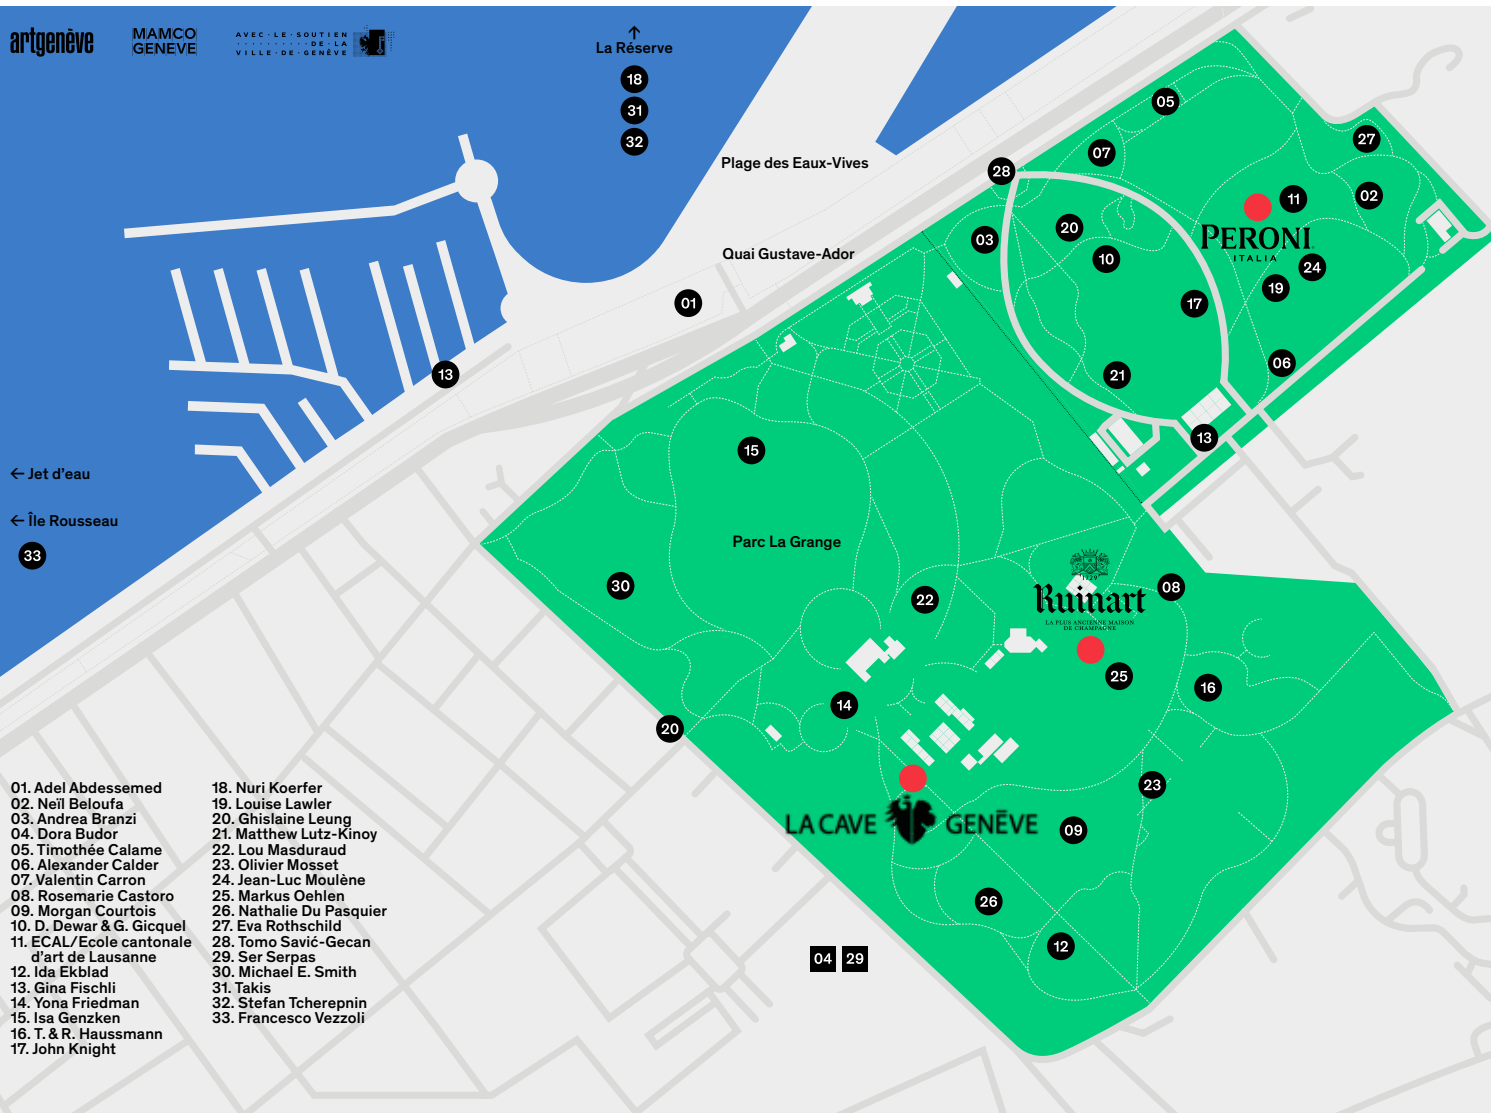 artgenève
MAMCO
GENEVE
AVEC·LE·SOUTIEN
DE·LA
VILLE·DE·GENÈVE
↑
La Réserve
18
31
32
Plage des Eaux-Vives
Quai Gustave-Ador
01
13
← Jet d'eau
← Île Rousseau
33
05
07
27
28
02
11
20
03
10
PERONI
ITALIA
24
19
17
06
21
13
15
Parc La Grange
30
22
Ruinart
LA PLUS ANCIENNE MAISON
DE CHAMPAGNE
08
25
16
14
20
23
LA CAVE GENÈVE
09
26
12
04 29
01. Adel Abdessemed
02. Neïl Beloufa
03. Andrea Branzi
04. Dora Budor
05. Timothée Calame
06. Alexander Calder
07. Valentin Carron
08. Rosemarie Castoro
09. Morgan Courtois
10. D. Dewar & G. Gicquel
11. ECAL/Ecole cantonale
d'art de Lausanne
12. Ida Ekblad
13. Gina Fischli
14. Yona Friedman
15. Isa Genzken
16. T. & R. Haussmann
17. John Knight
18. Nuri Koerfer
19. Louise Lawler
20. Ghislaine Leung
21. Matthew Lutz-Kinoy
22. Lou Masduraud
23. Olivier Mosset
24. Jean-Luc Moulène
25. Markus Oehlen
26. Nathalie Du Pasquier
27. Eva Rothschild
28. Tomo Savić-Gecan
29. Ser Serpas
30. Michael E. Smith
31. Takis
32. Stefan Tcherepnin
33. Francesco Vezzoli